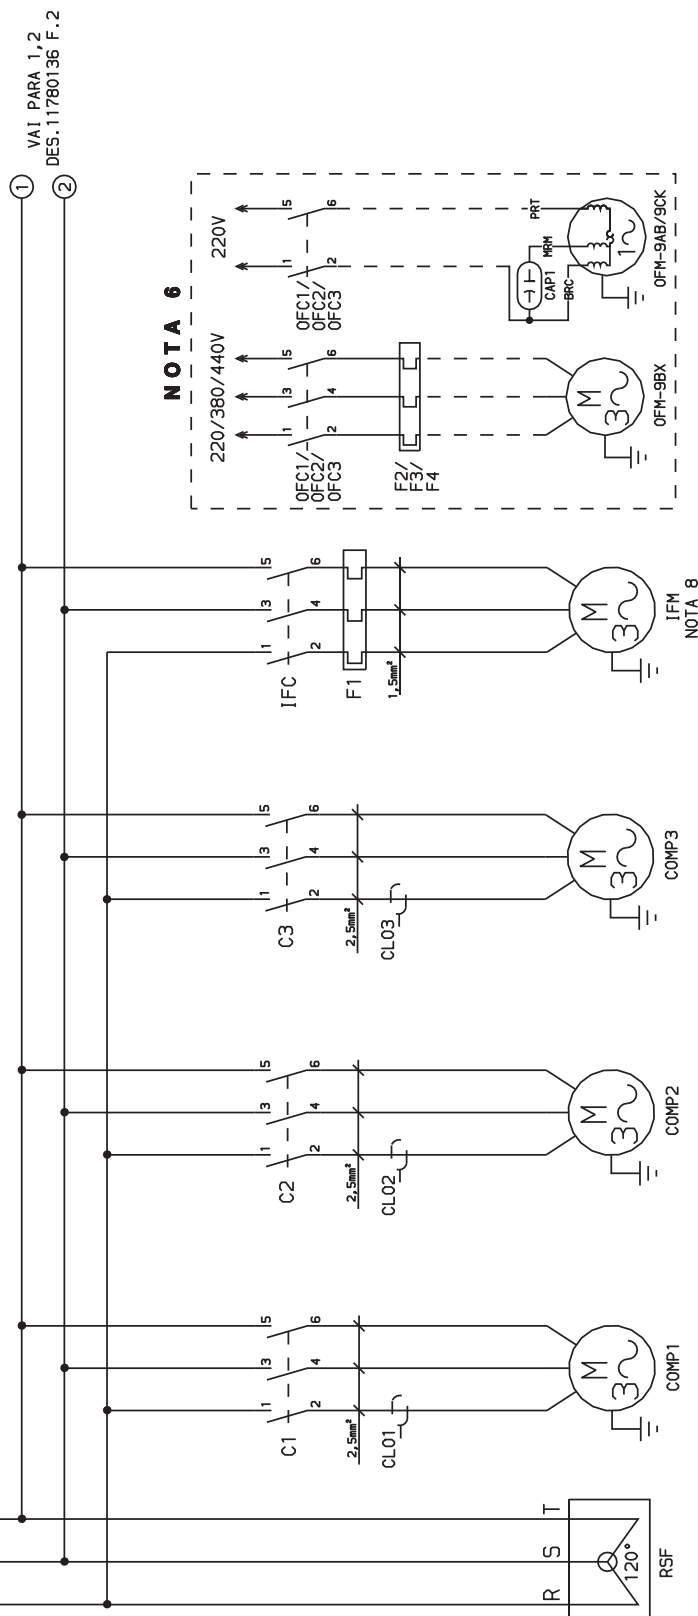 VAI PARA 1,2
DES.11780136 F.2
1
2
NOTA 6
220/380/440V
220V
1
3
5
2
4
6
OFC1/
OFC2/
OFC3
1
5
2
6
OFC1/
OFC2/
OFC3
F2/
F3/
F4
M
3
OFM-9BX
PRT
MRM
CAP1
BRC
1
OFM-9AB/9CK
1
3
5
2
4
6
IFC
F1
1,5mm²
M
3
IFM
NOTA 8
1
3
5
2
4
6
C3
2,5mm²
CLO3
M
3
COMP3
1
3
5
2
4
6
C2
2,5mm²
CLO2
M
3
COMP2
1
3
5
2
4
6
C1
2,5mm²
CLO1
M
3
COMP1
R
S
T
120°
RSF